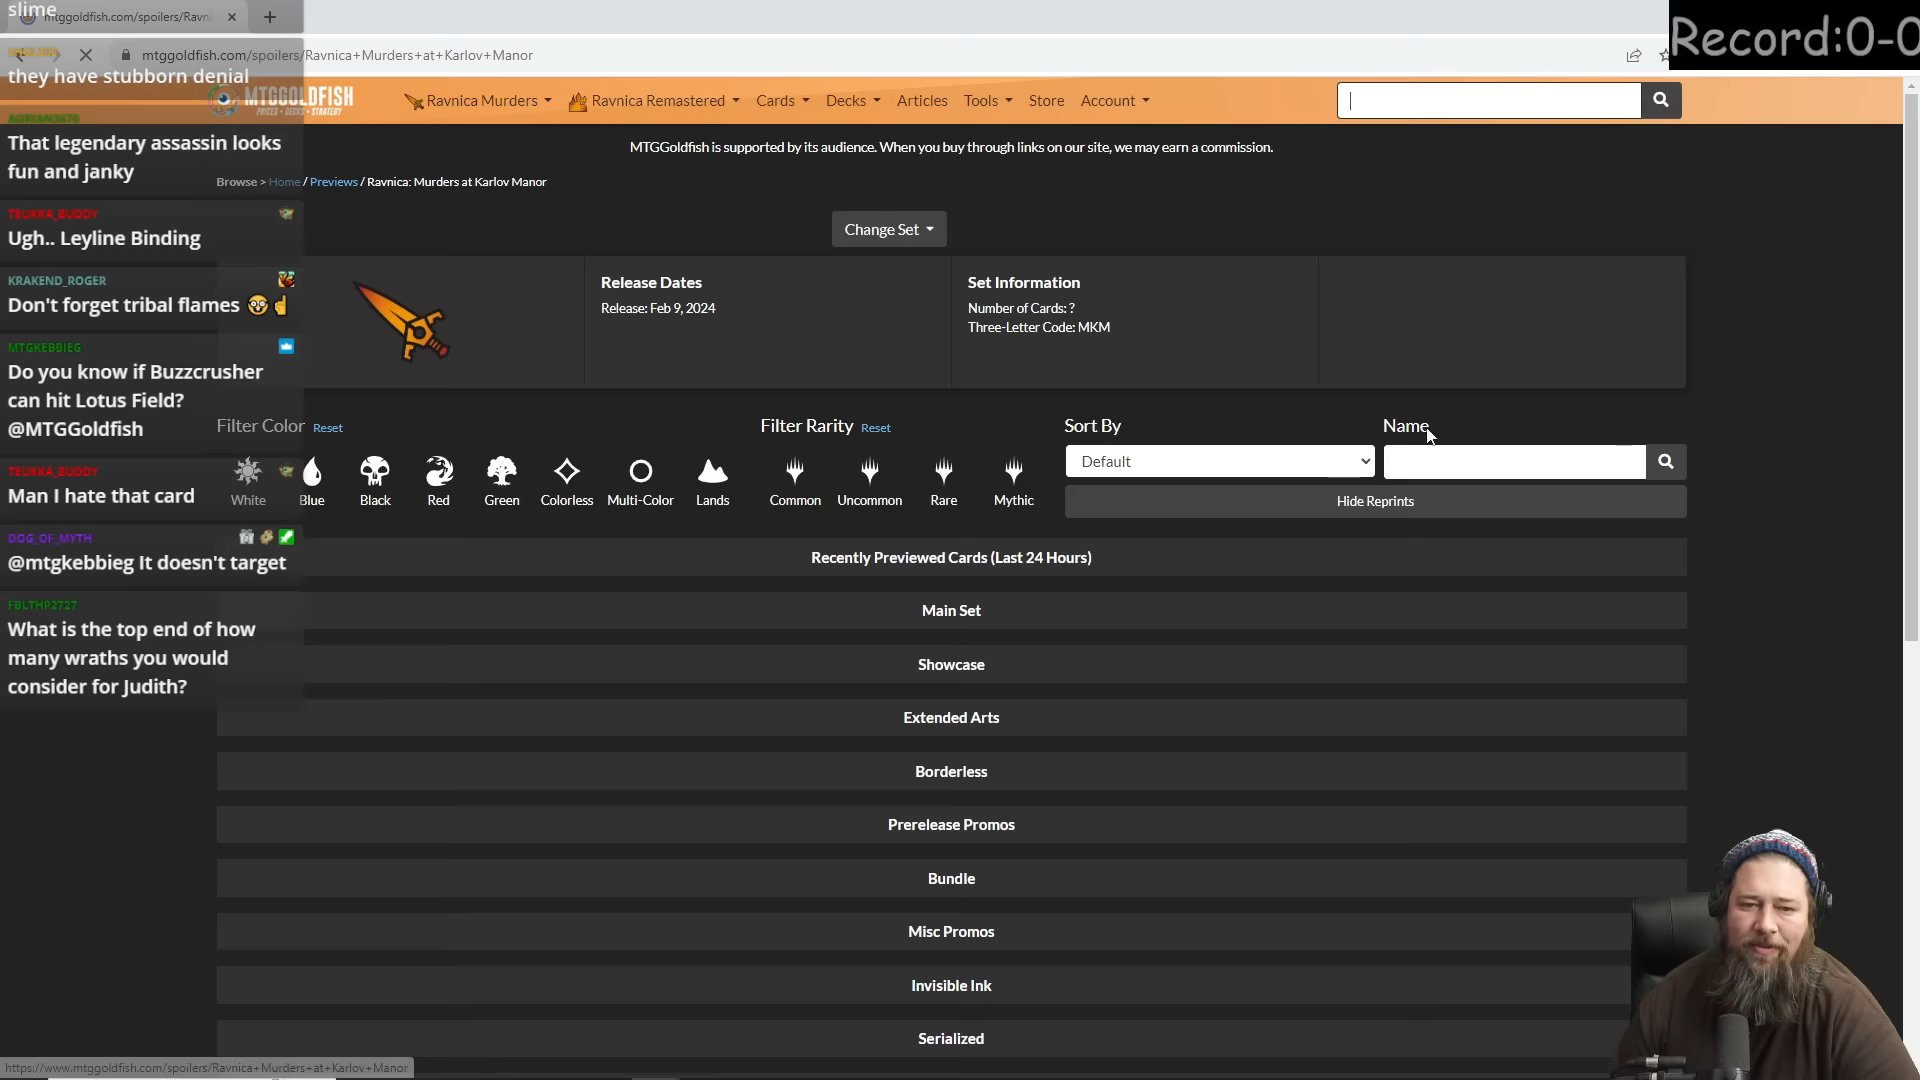 slime
mtggoldfish.com/spoilers/Ravni
Record:0-0
mtggoldfish.com/spoilers/Ravnica+Murders+at+Karlov+Manor
they have stubborn denial
MTGGOLDFISH
PRICES • DECKS • STRATEGY
Ravnica Murders
Ravnica Remastered
Cards
Decks
Articles
Tools
Store
Account
That legendary assassin looks
fun and janky
MTGGoldfish is supported by its audience. When you buy through links on our site, we may earn a commission.
Browse > Home / Previews / Ravnica: Murders at Karlov Manor
TEUKKA_BUDDY
Ugh.. Leyline Binding
Change Set
KRAKEND_ROGER
Don't forget tribal flames
Release Dates
Release: Feb 9, 2024
Set Information
Number of Cards: ?
Three-Letter Code: MKM
MTGKEBBIEG
Do you know if Buzzcrusher
can hit Lotus Field?
@MTGGoldfish
Filter Color Reset
Filter Rarity Reset
Sort By
Name
Default
TEUKKA_BUDDY
Man I hate that card
White
Blue
Black
Red
Green
Colorless
Multi-Color
Lands
Common
Uncommon
Rare
Mythic
Hide Reprints
DOG_OF_MYTH
@mtgkebbieg It doesn't target
Recently Previewed Cards (Last 24 Hours)
FBLTHP2727
What is the top end of how
many wraths you would
consider for Judith?
Main Set
Showcase
Extended Arts
Borderless
Prerelease Promos
Bundle
Misc Promos
Invisible Ink
Serialized
https://www.mtggoldfish.com/spoilers/Ravnica+Murders+at+Karlov+Manor